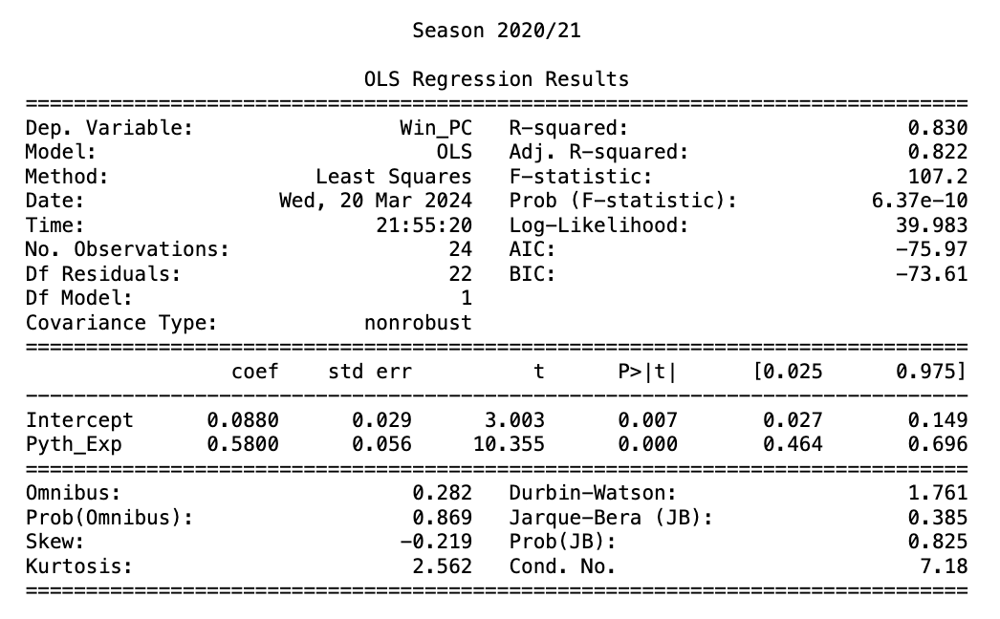 Season 2020/21
OLS Regression Results
==============================================================================
Dep. Variable:                 Win_PC   R-squared:                       0.830
Model:                            OLS   Adj. R-squared:                  0.822
Method:                 Least Squares   F-statistic:                     107.2
Date:                Wed, 20 Mar 2024   Prob (F-statistic):           6.37e-10
Time:                        21:55:20   Log-Likelihood:                 39.983
No. Observations:                  24   AIC:                            -75.97
Df Residuals:                      22   BIC:                            -73.61
Df Model:                           1
Covariance Type:            nonrobust
==============================================================================
                 coef    std err          t      P>|t|      [0.025      0.975]
------------------------------------------------------------------------------
Intercept      0.0880      0.029      3.003      0.007       0.027       0.149
Pyth_Exp       0.5800      0.056     10.355      0.000       0.464       0.696
==============================================================================
Omnibus:                        0.282   Durbin-Watson:                   1.761
Prob(Omnibus):                  0.869   Jarque-Bera (JB):                0.385
Skew:                          -0.219   Prob(JB):                        0.825
Kurtosis:                       2.562   Cond. No.                         7.18
==============================================================================